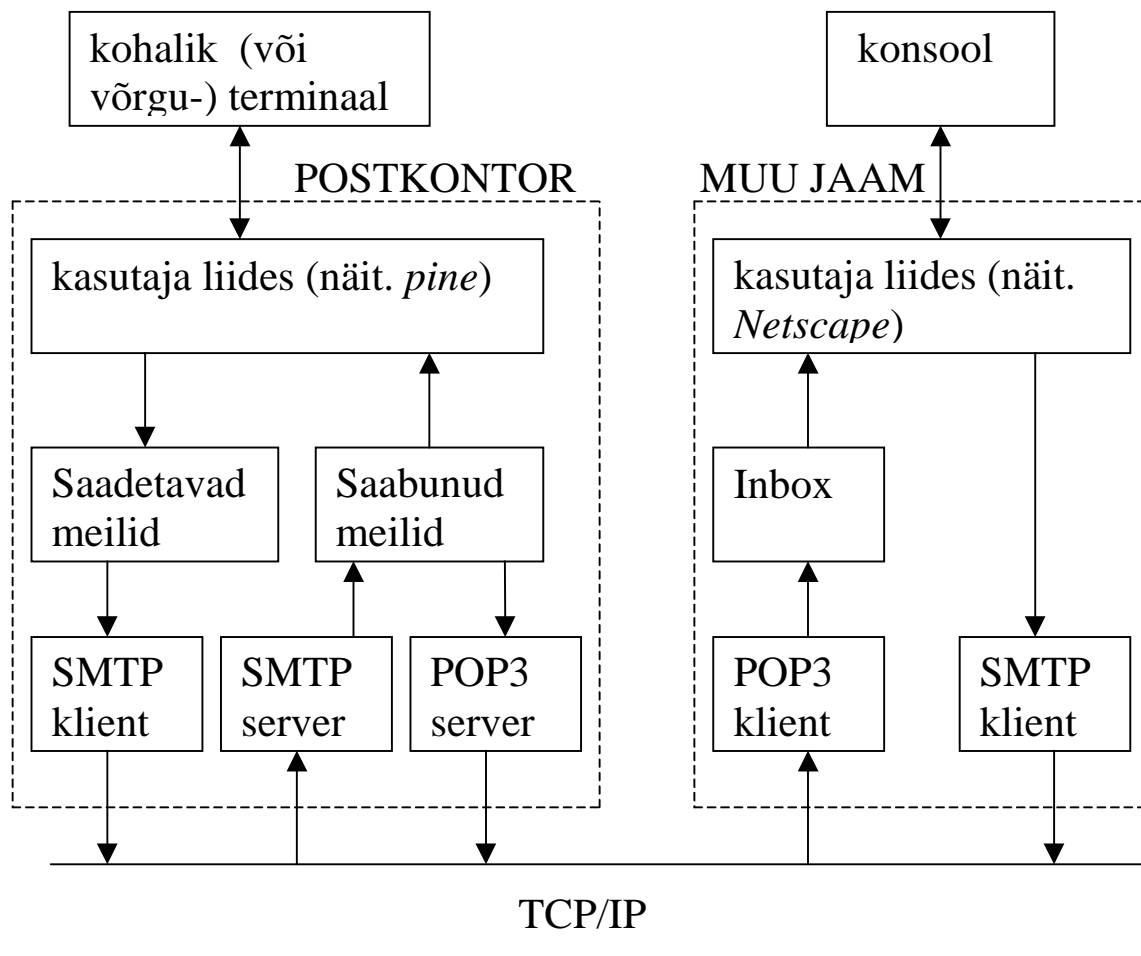 kohalik (või
võrgu-) terminaal
konsool
POSTKONTOR
MUU JAAM
kasutaja liides (näit. pine)
kasutaja liides (näit.
Netscape)
Saadetavad
meilid
Saabunud
meilid
Inbox
SMTP
klient
SMTP
server
POP3
server
POP3
klient
SMTP
klient
TCP/IP